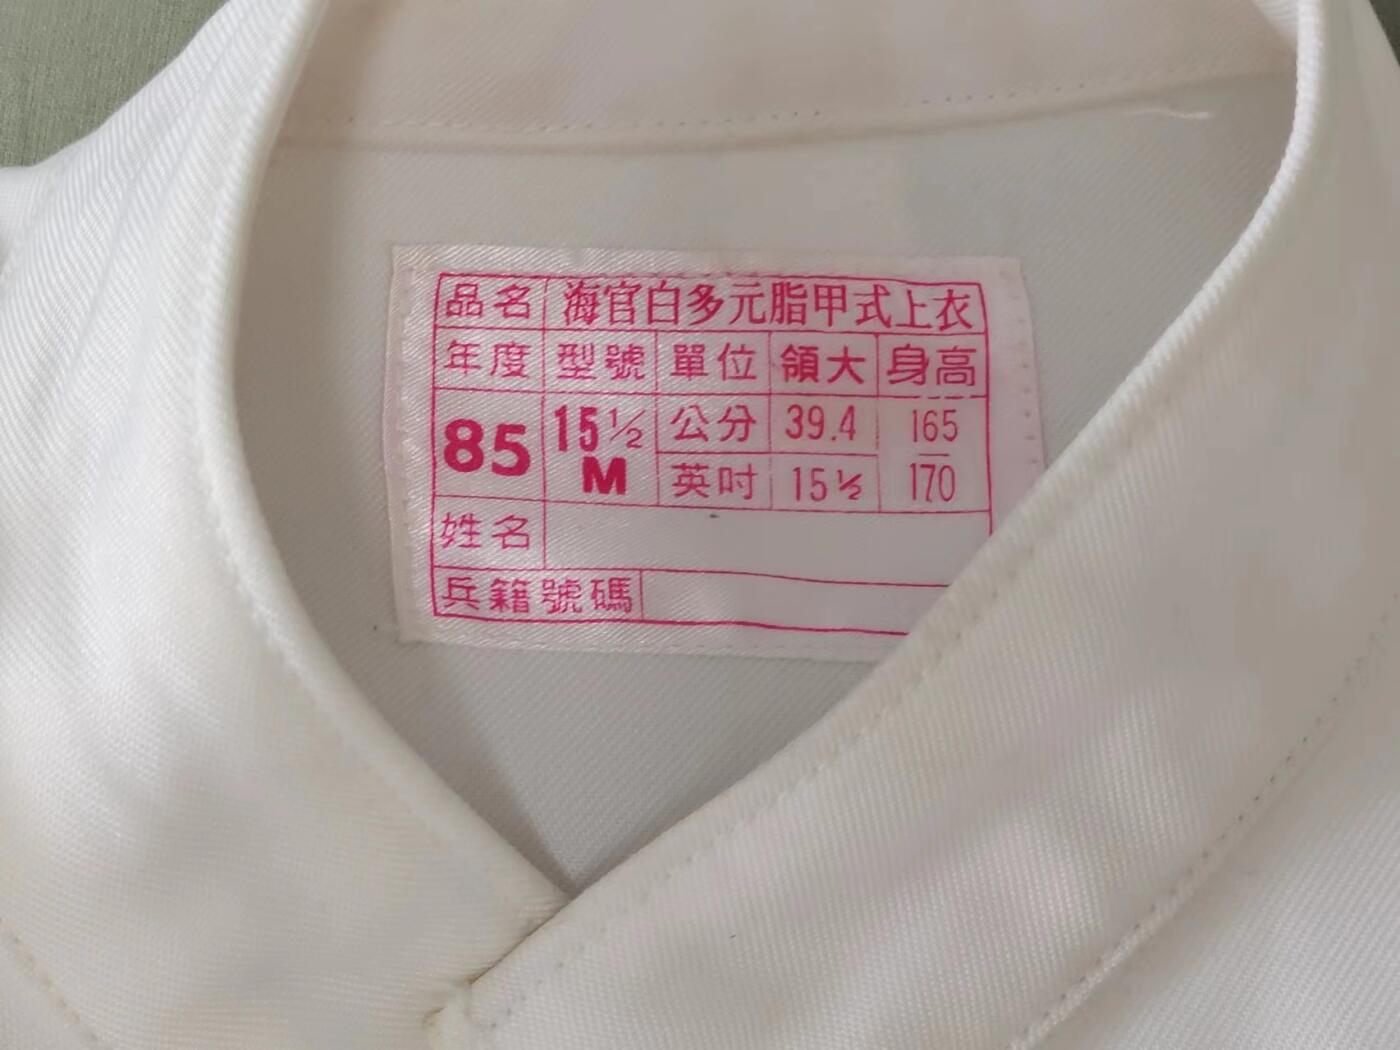 品名 海官白多元脂甲式上衣
年度 型號 單位 領大 身高
85 15½ M 公分 39.4 165
英吋 15½ 170
姓名
兵籍號碼